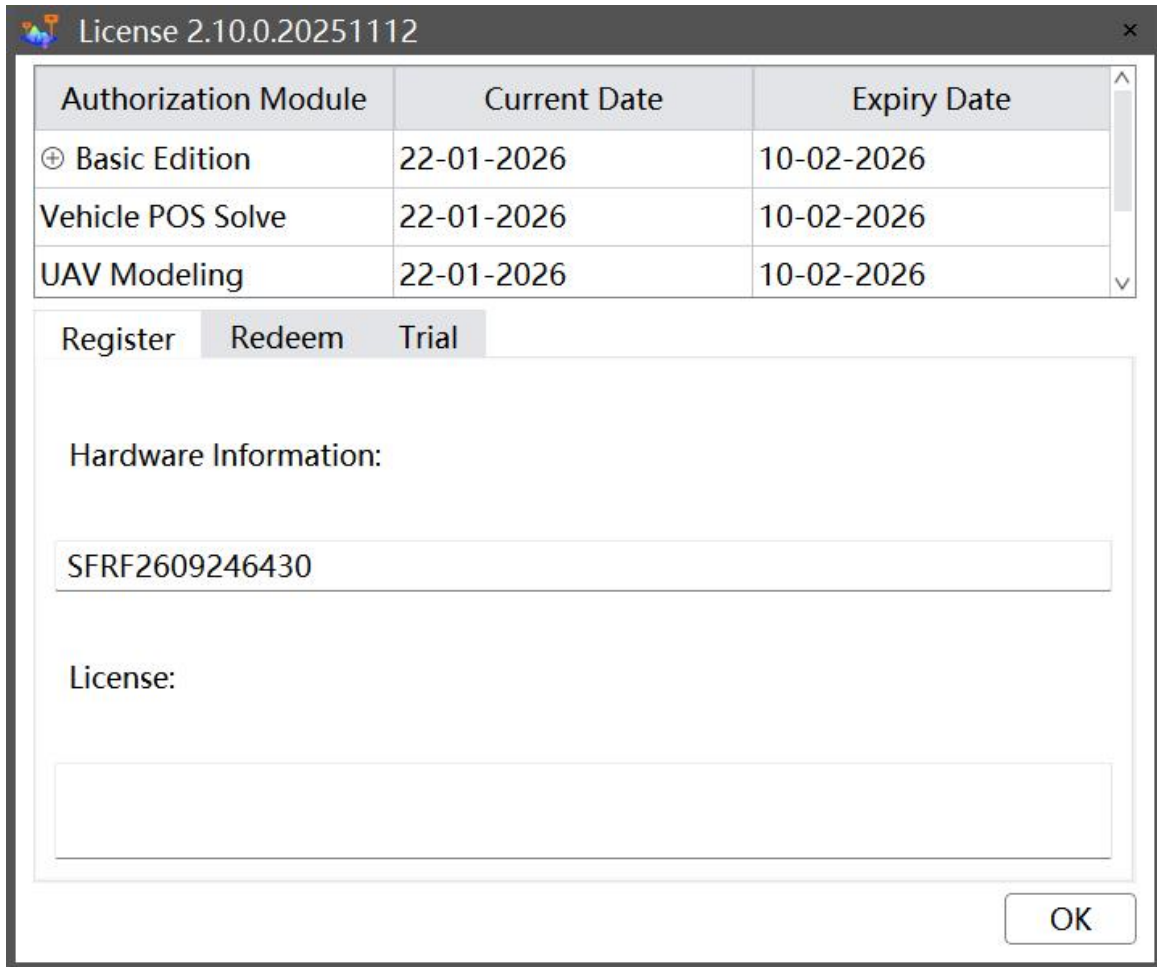 License 2.10.0.20251112
Authorization Module Current Date Expiry Date
Basic Edition 22-01-2026 10-02-2026
Vehicle POS Solve 22-01-2026 10-02-2026
UAV Modeling 22-01-2026 10-02-2026
Register Redeem Trial
Hardware Information:
SFRF2609246430
License:
OK